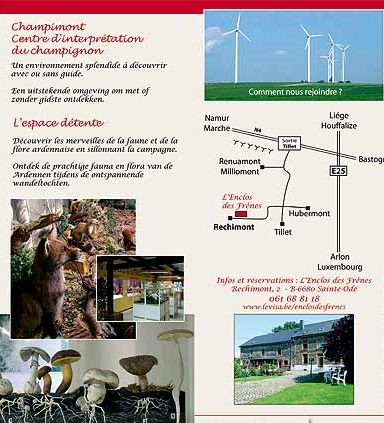 Champimont
Centre d'interprétation
du champignon
Un environnement splendide à découvrir
avec ou sans guide.
Een uitstekende omgeving om met of
zonder gidste ontdekken.
L'espace détente
Découvrir les merveilles de la faune et de la
flore ardennaise en sillonnant la campagne.
Ontdek de prachtige fauna en flora van de
Ardennen tijdens de ontspannende
wandeltochten.
Comment nous rejoindre ?
Namur
Marche
N4
Sortie
Tillet
Liége
Houffalize
Bastogn
Renuamont
Milliomont
E25
L'Enclos
des Frênes
Rechimont
Hubermont
Tillet
Arlon
Luxembourg
Infos et réservations : L'Enclos des Frênes
Rechimont, 2 - B-6680 Sainte-Ode
061 68 81 18
www.levisa.be/enclosdesfrenes